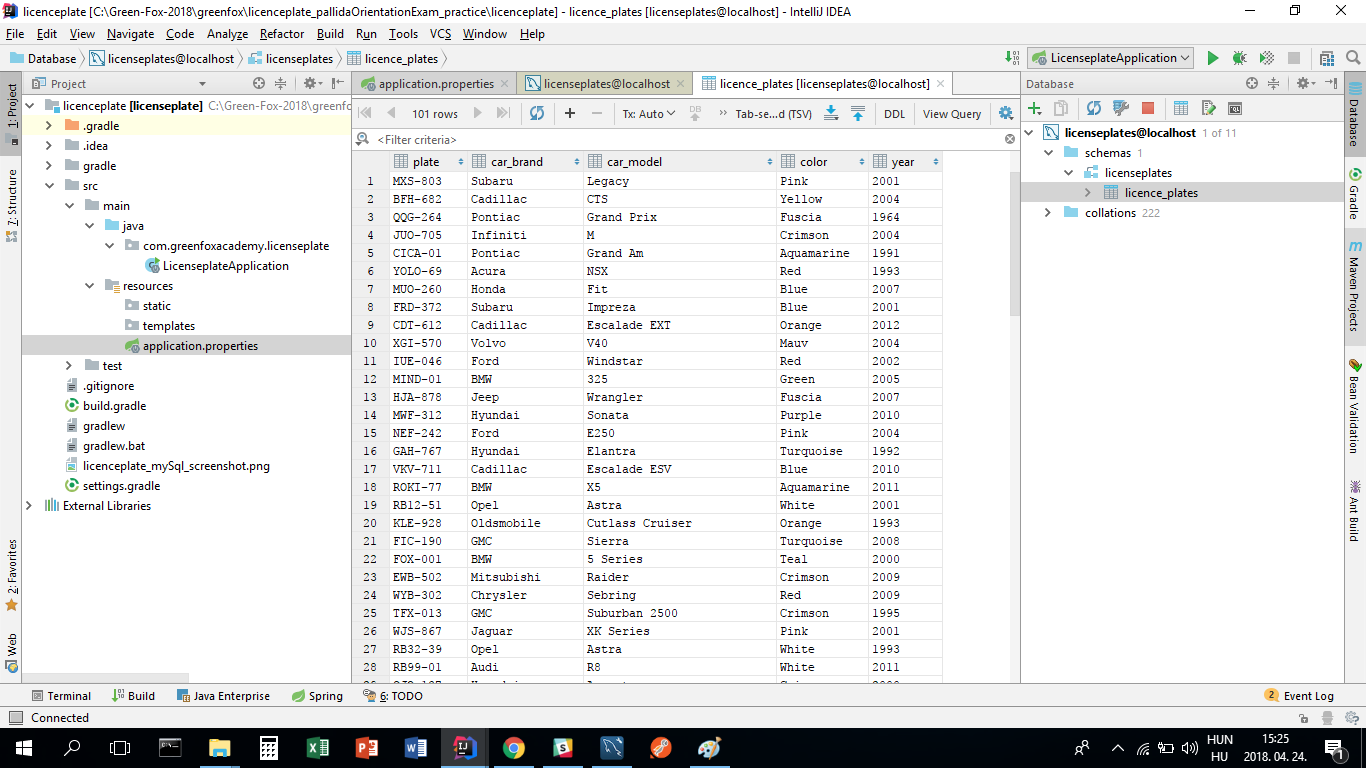 licenceplate [C:\Green-Fox-2018\greenfox\licenceplate_pallidaOrientationExam_practice\licenceplate] - licence_plates [licenseplates@localhost] - IntelliJ IDEA
File Edit View Navigate Code Analyze Refactor Build Run Tools VCS Window Help
Database licenseplates@localhost licenseplates licence_plates LicenseplateApplication
Project
application.properties licenseplates@localhost licence_plates [licenseplates@localhost]
Database
101 rows Tx: Auto DB Tab-se...d (TSV) DDL View Query
<Filter criteria>
1: Project
7: Structure
2: Favorites
Web
licenceplate [licenseplate] C:\Green-Fox-2018\greenfo
.gradle
.idea
gradle
src
main
java
com.greenfoxacademy.licenseplate
LicenseplateApplication
resources
static
templates
application.properties
test
.gitignore
build.gradle
gradlew
gradlew.bat
licenceplate_mySql_screenshot.png
settings.gradle
External Libraries
plate car_brand car_model color year
1 MXS-803 Subaru Legacy Pink 2001
2 BFH-682 Cadillac CTS Yellow 2004
3 QQG-264 Pontiac Grand Prix Fuscia 1964
4 JUO-705 Infiniti M Crimson 2004
5 CICA-01 Pontiac Grand Am Aquamarine 1991
6 YOLO-69 Acura NSX Red 1993
7 MUO-260 Honda Fit Blue 2007
8 FRD-372 Subaru Impreza Blue 2001
9 CDT-612 Cadillac Escalade EXT Orange 2012
10 XGI-570 Volvo V40 Mauv 2004
11 IUE-046 Ford Windstar Red 2002
12 MIND-01 BMW 325 Green 2005
13 HJA-878 Jeep Wrangler Fuscia 2007
14 MWF-312 Hyundai Sonata Purple 2010
15 NEF-242 Ford E250 Pink 2004
16 GAH-767 Hyundai Elantra Turquoise 1992
17 VKV-711 Cadillac Escalade ESV Blue 2010
18 ROKI-77 BMW X5 Aquamarine 2011
19 RB12-51 Opel Astra White 2001
20 KLE-928 Oldsmobile Cutlass Cruiser Orange 1993
21 FIC-190 GMC Sierra Turquoise 2008
22 FOX-001 BMW 5 Series Teal 2000
23 EWB-502 Mitsubishi Raider Crimson 2009
24 WYB-302 Chrysler Sebring Red 2009
25 TFX-013 GMC Suburban 2500 Crimson 1995
26 WJS-867 Jaguar XK Series Pink 2001
27 RB32-39 Opel Astra White 1993
28 RB99-01 Audi R8 White 2011
licenseplates@localhost 1 of 11
schemas 1
licenseplates
licence_plates
collations 222
Database
Gradle
Maven Projects
Bean Validation
Ant Build
Terminal Build Java Enterprise Spring 6: TODO 2 Event Log
Connected
HUN 15:25
HU 2018. 04. 24.
1